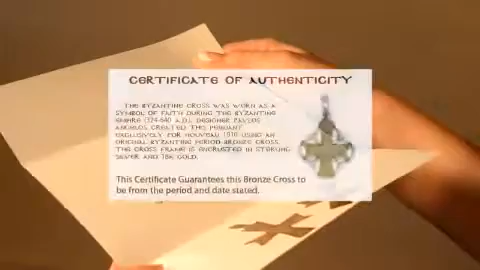 CERTIFICATE OF AUTHENTICITY
THE BYZANTINE CROSS WAS WORN AS A
SYMBOL OF FAITH DURING THE BYZANTINE
EMPIRE (324-640 A.D.). DESIGNER PAVLOS
ANGELOS CREATED THIS PENDANT
EXCLUSIVELY FOR NOUVEAU 1910 USING AN
ORIGINAL BYZANTINE PERIOD BRONZE CROSS.
THE CROSS FRAME IS ENCRUSTED IN STERLING
SILVER AND 18K GOLD.
This Certificate Guarantees this Bronze Cross to
be from the period and date stated.